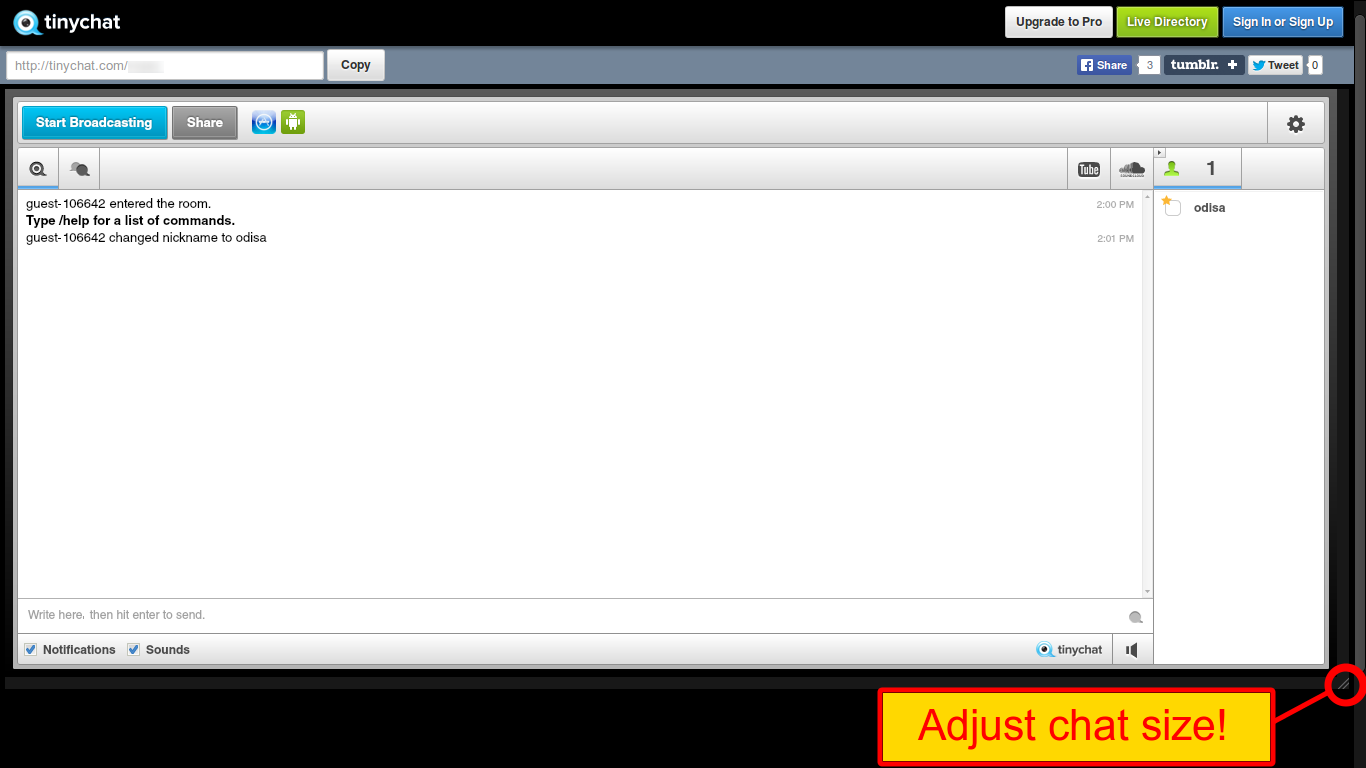 tinychat
Upgrade to Pro
Live Directory
Sign In or Sign Up
http://tinychat.com/
Copy
Share
3
tumblr. +
Tweet
0
Start Broadcasting
Share
You Tube
SOUNDCLOUD
1
guest-106642 entered the room.
2:00 PM
Type /help for a list of commands.
guest-106642 changed nickname to odisa
2:01 PM
odisa
Write here, then hit enter to send.
Notifications
Sounds
tinychat
Adjust chat size!